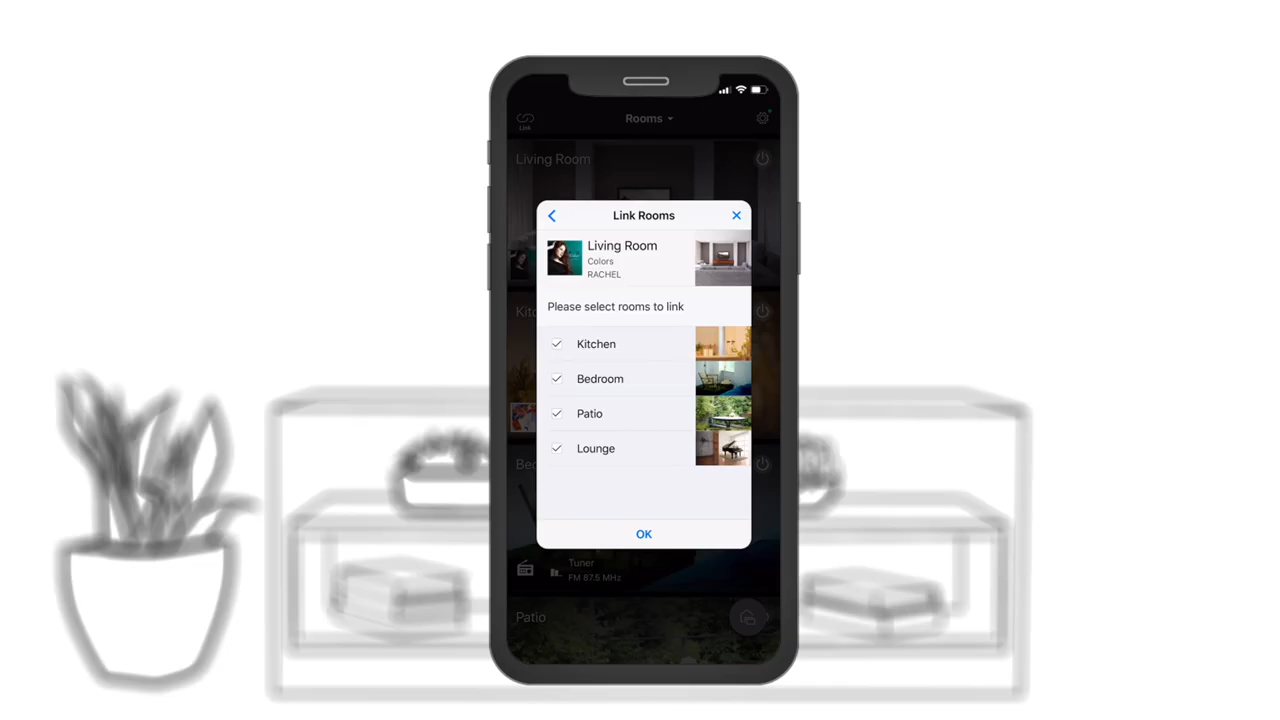 Link
Rooms
Living Room
Link Rooms
Living Room
Colors
RACHEL
Please select rooms to link
Kitchen
Bedroom
Patio
Lounge
OK
Tuner
FM 87.5 MHz
Patio